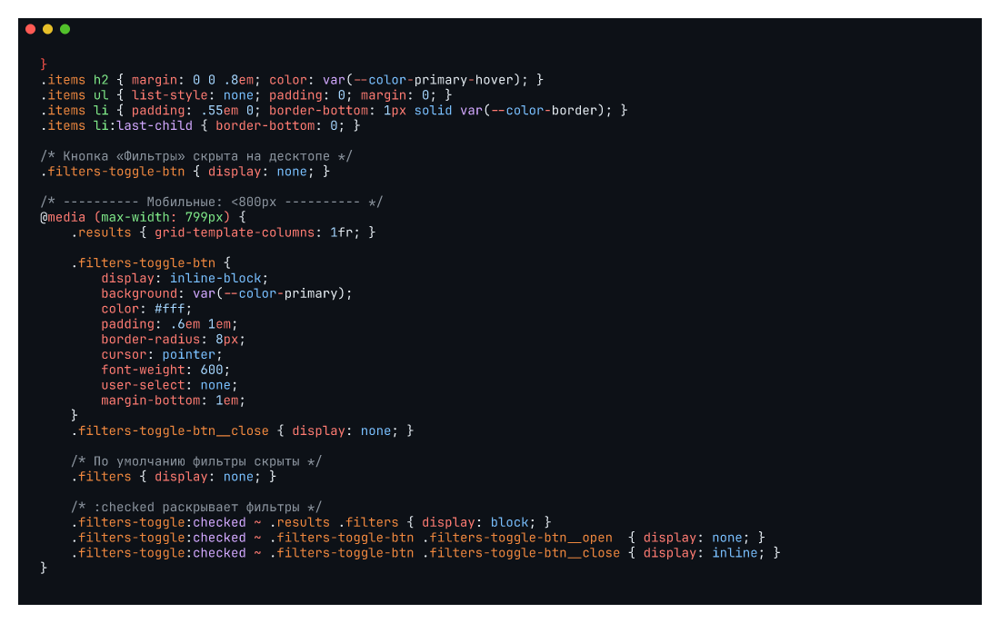 }
.items h2 { margin: 0 0 .8em; color: var(--color-primary-hover); }
.items ul { list-style: none; padding: 0; margin: 0; }
.items li { padding: .55em 0; border-bottom: 1px solid var(--color-border); }
.items li:last-child { border-bottom: 0; }

/* Кнопка «Фильтры» скрыта на десктопе */
.filters-toggle-btn { display: none; }

/* ---------- Мобильные: <800px ---------- */
@media (max-width: 799px) {
    .results { grid-template-columns: 1fr; }

    .filters-toggle-btn {
        display: inline-block;
        background: var(--color-primary);
        color: #fff;
        padding: .6em 1em;
        border-radius: 8px;
        cursor: pointer;
        font-weight: 600;
        user-select: none;
        margin-bottom: 1em;
    }
    .filters-toggle-btn__close { display: none; }

    /* По умолчанию фильтры скрыты */
    .filters { display: none; }

    /* :checked раскрывает фильтры */
    .filters-toggle:checked ~ .results .filters { display: block; }
    .filters-toggle:checked ~ .filters-toggle-btn .filters-toggle-btn__open  { display: none; }
    .filters-toggle:checked ~ .filters-toggle-btn .filters-toggle-btn__close { display: inline; }
}